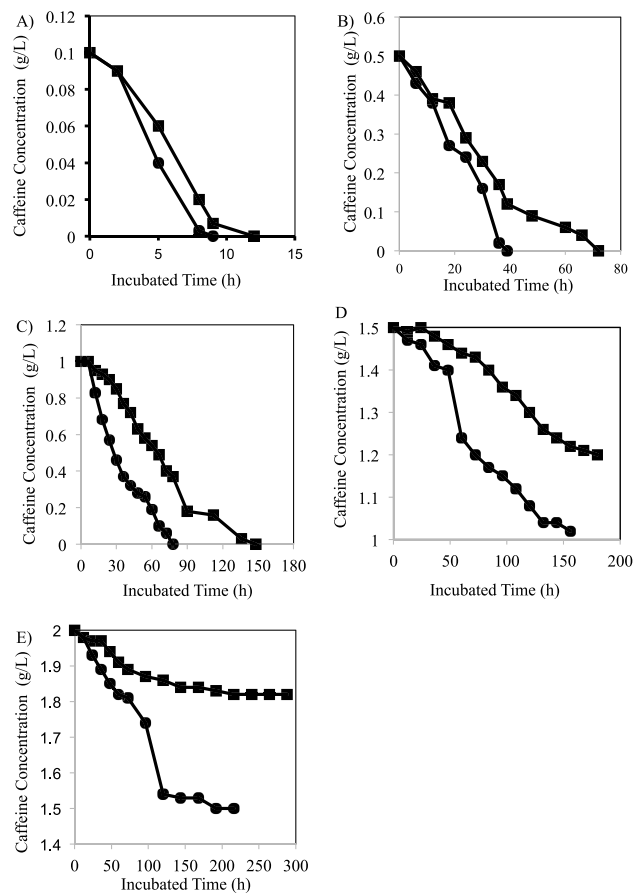 A)
Caffeine Concentration (g/L)
0.12
0.1
0.08
0.06
0.04
0.02
0
0 5 10 15
Incubated Time (h)
B)
Caffeine Concentration (g/L)
0.6
0.5
0.4
0.3
0.2
0.1
0
0 20 40 60 80
Incubated Time (h)
C)
Caffeine Concentration (g/L)
1.2
1
0.8
0.6
0.4
0.2
0
0 30 60 90 120 150 180
Incubated Time (h)
D)
Caffeine Concentration (g/L)
1.5
1.4
1.3
1.2
1.1
1
0 50 100 150 200
Incubated Time (h)
E)
Caffeine Concentration (g/L)
2
1.9
1.8
1.7
1.6
1.5
1.4
0 50 100 150 200 250 300
Incubated Time (h)